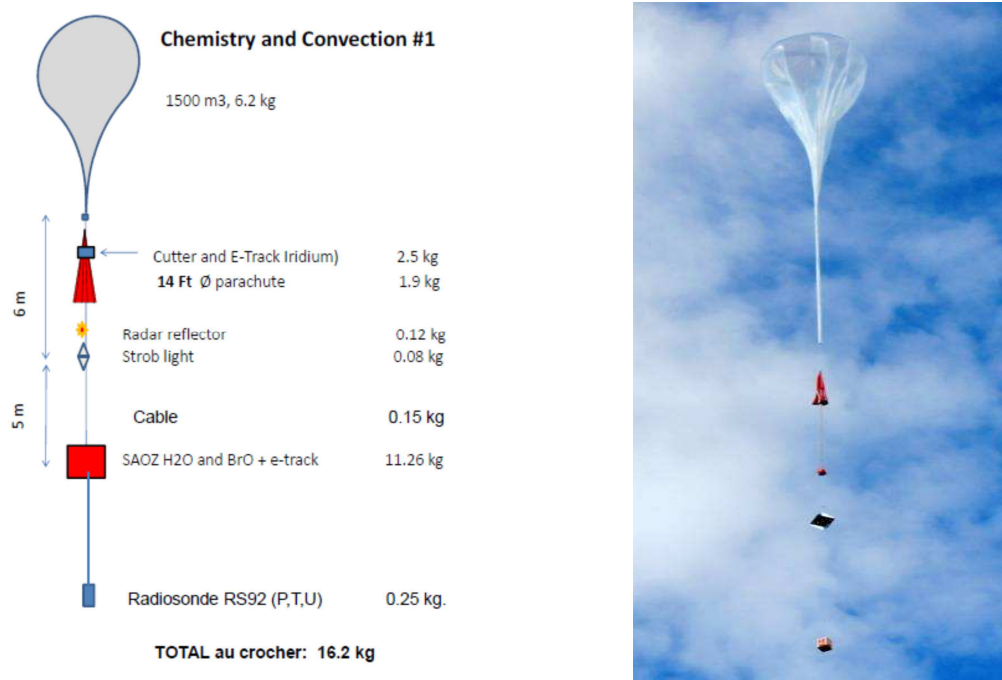 Chemistry and Convection #1
1500 m3, 6.2 kg
Cutter and E-Track Iridium) 2.5 kg
14 Ft Ø parachute 1.9 kg
6 m
Radar reflector 0.12 kg
Strob light 0.08 kg
5 m
Cable 0.15 kg
SAOZ H2O and BrO + e-track 11.26 kg
Radiosonde RS92 (P,T,U) 0.25 kg.
TOTAL au crocher: 16.2 kg